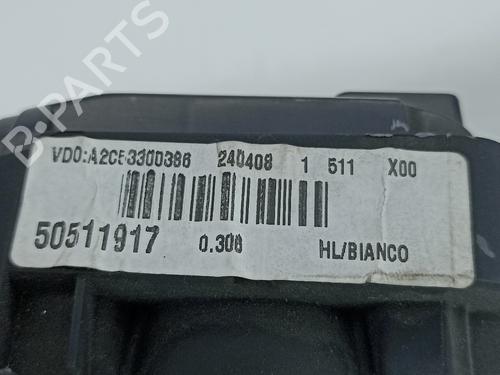 VDO:A2C53300386 240408 1 511 X00
50511917 0.308 HL/BIANCO
B-Parts